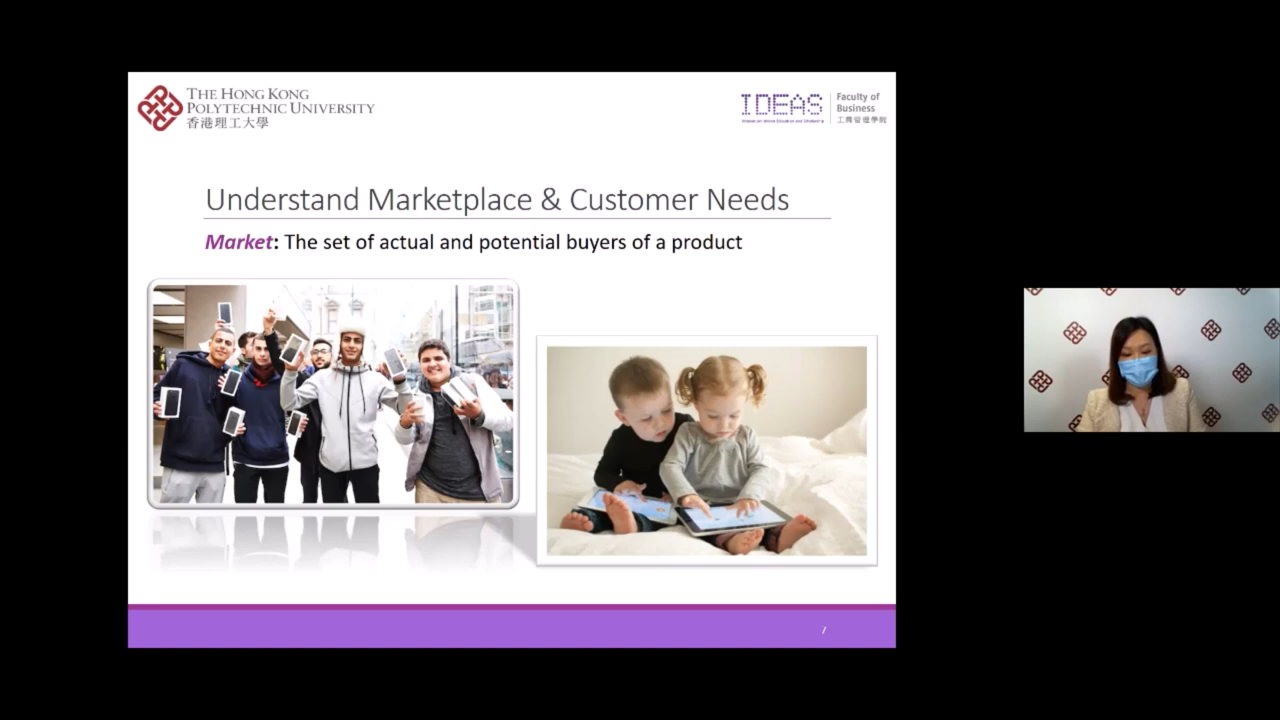 THE HONG KONG
POLYTECHNIC UNIVERSITY
香港理工大學
IDEAS
Faculty of
Business
工商管理學院
Understand Marketplace & Customer Needs
Market: The set of actual and potential buyers of a product